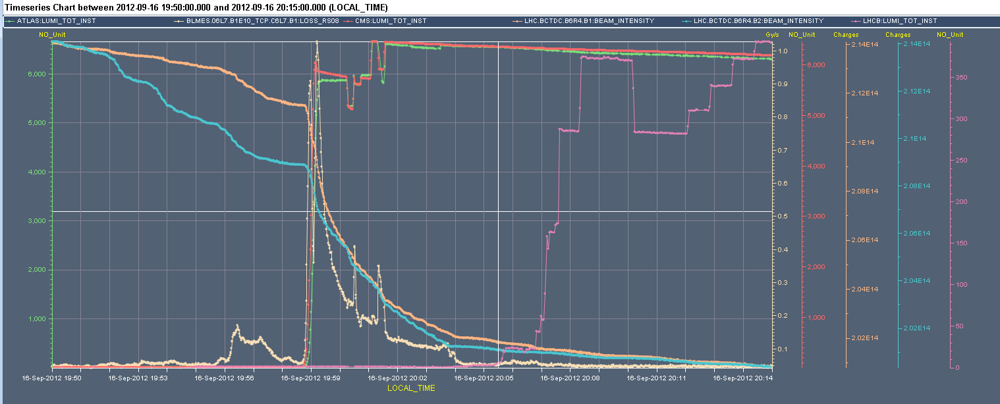 Timeseries Chart between 2012-09-16 19:50:00.000 and 2012-09-16 20:15:00.000 (LOCAL_TIME)
ATLAS:LUMI_TOT_INST BLMES.06L7.B1E10_TCP.C6L7.B1:LOSS_RS08 CMS:LUMI_TOT_INST LHC.BCTDC.B6R4.B1:BEAM_INTENSITY LHC.BCTDC.B6R4.B2:BEAM_INTENSITY LHCB:LUMI_TOT_INST
NO_Unit Gy/s NO_Unit Charges Charges NO_Unit
6,000
5,000
4,000
3,000
2,000
1,000
1.0
0.9
0.8
0.7
0.6
0.5
0.4
0.3
0.2
0.1
6,000
5,000
4,000
3,000
2,000
1,000
2.14E14
2.12E14
2.1E14
2.08E14
2.06E14
2.04E14
2.02E14
2.14E14
2.12E14
2.1E14
2.08E14
2.06E14
2.04E14
2.02E14
350
300
250
200
150
100
50
0
16-Sep-2012 19:50 16-Sep-2012 19:53 16-Sep-2012 19:56 16-Sep-2012 19:59 16-Sep-2012 20:02 16-Sep-2012 20:05 16-Sep-2012 20:08 16-Sep-2012 20:11 16-Sep-2012 20:14
LOCAL_TIME